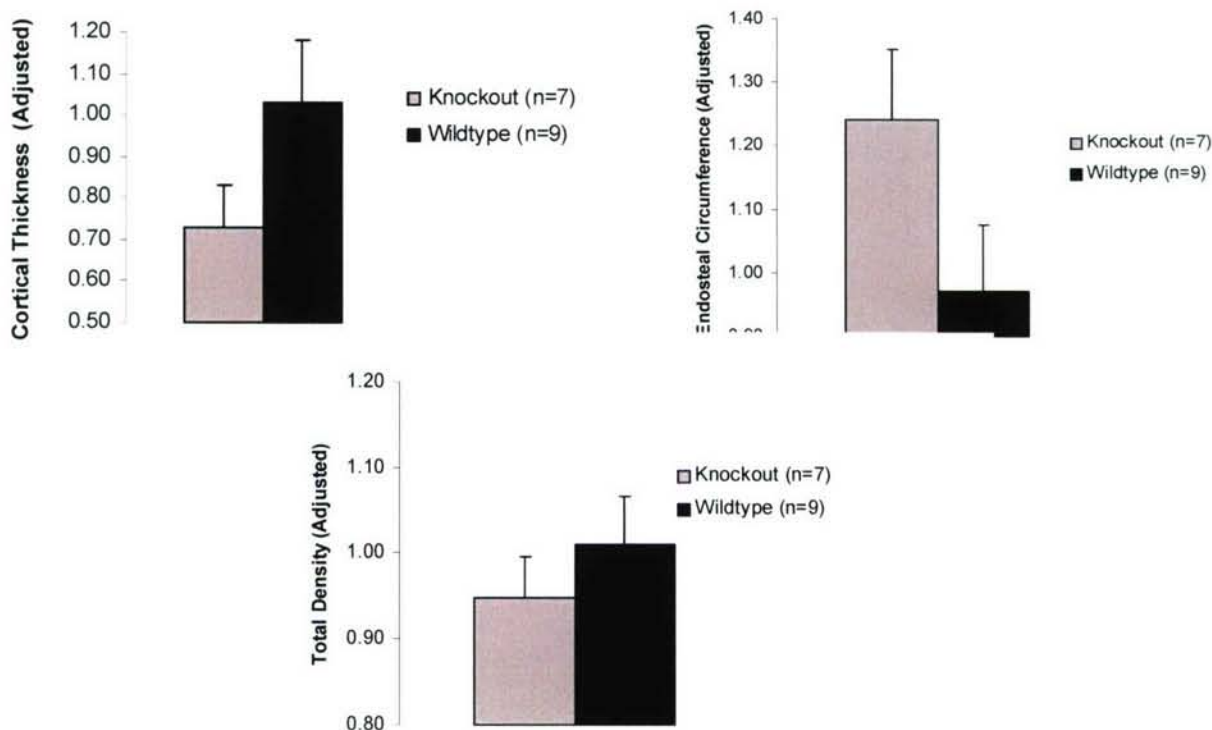 Cortical Thickness (Adjusted)
1.20
1.10
1.00
0.90
0.80
0.70
0.60
0.50
Knockout (n=7)
Wildtype (n=9)
Endosteal Circumference (Adjusted)
1.40
1.30
1.20
1.10
1.00
Knockout (n=7)
Wildtype (n=9)
Total Density (Adjusted)
1.20
1.10
1.00
0.90
0.80
Knockout (n=7)
Wildtype (n=9)